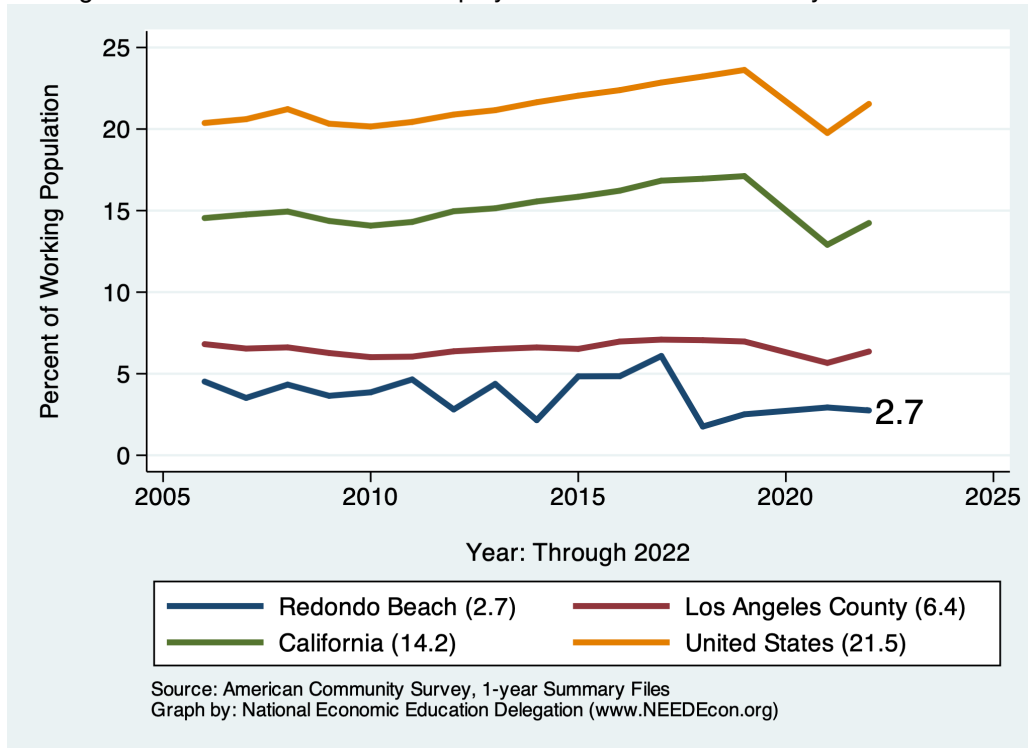 25
20
15
10
5
0
Percent of Working Population
2005 2010 2015 2020 2025
2.7
Year: Through 2022
Redondo Beach (2.7) Los Angeles County (6.4)
California (14.2) United States (21.5)
Source: American Community Survey, 1-year Summary Files
Graph by: National Economic Education Delegation (www.NEEDEcon.org)